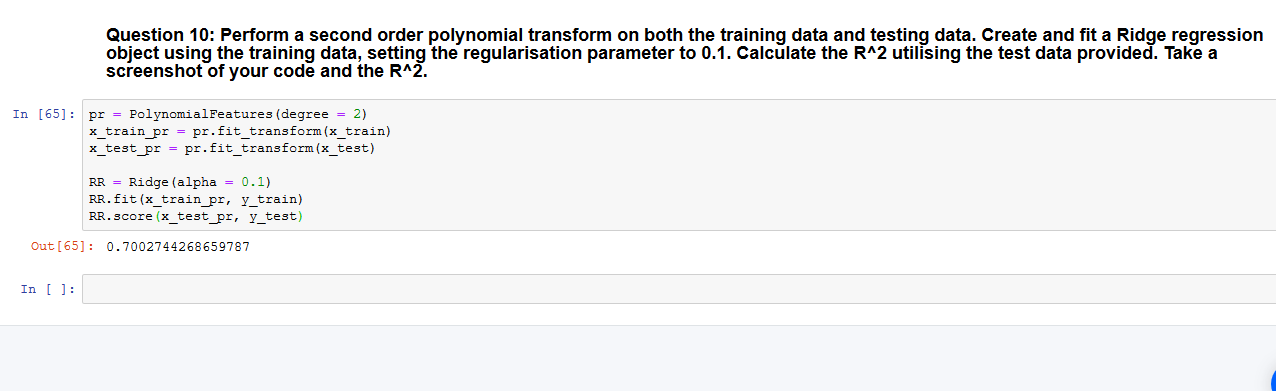 Question 10: Perform a second order polynomial transform on both the training data and testing data. Create and fit a Ridge regression
object using the training data, setting the regularisation parameter to 0.1. Calculate the R^2 utilising the test data provided. Take a
screenshot of your code and the R^2.
In [65]: pr = PolynomialFeatures(degree = 2)
x_train_pr = pr.fit_transform(x_train)
x_test_pr = pr.fit_transform(x_test)
RR = Ridge(alpha = 0.1)
RR.fit(x_train_pr, y_train)
RR.score(x_test_pr, y_test)
Out[65]: 0.7002744268659787
In [ ]: